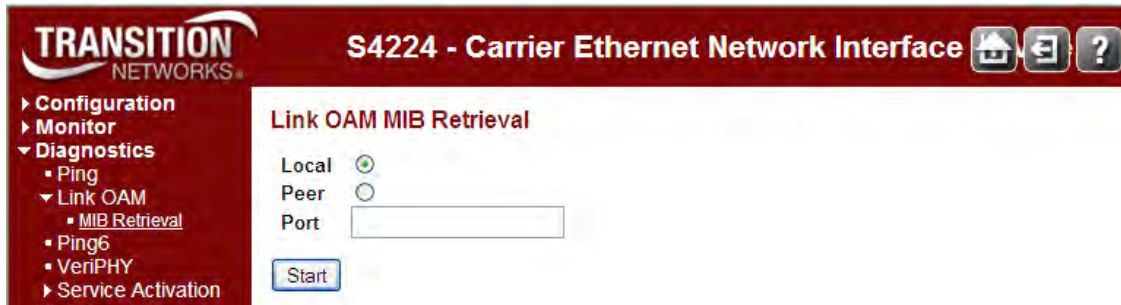 TRANSITION
NETWORKS®
S4224 - Carrier Ethernet Network Interface
?
Configuration
Monitor
Diagnostics
Ping
Link OAM
MIB Retrieval
Ping6
VeriPHY
Service Activation
Link OAM MIB Retrieval
Local
Peer
Port
Start